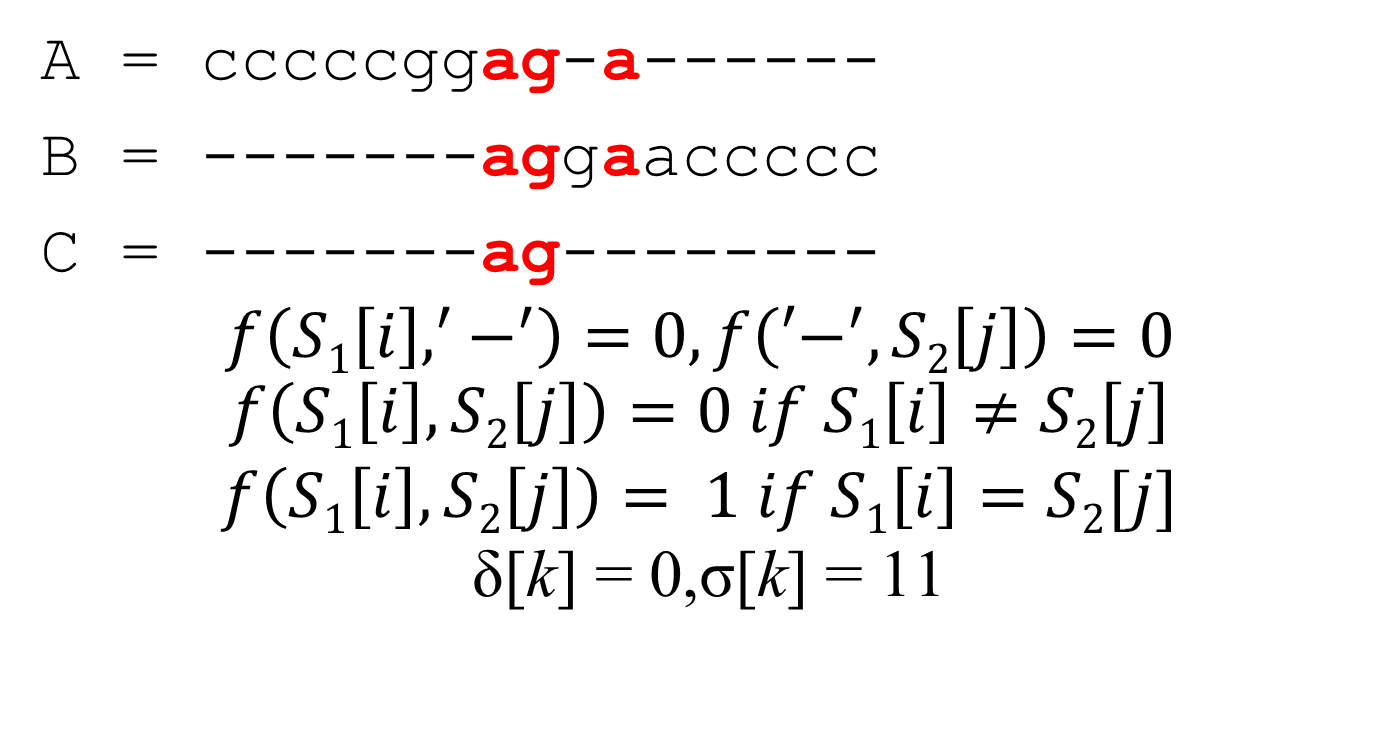 A = cccccggag-a------
B = -------aggaaccccc
C = -------ag--------
f(S₁[i],′ −′) = 0, f(′−′, S₂[j]) = 0
f(S₁[i], S₂[j]) = 0 if S₁[i] ≠ S₂[j]
f(S₁[i], S₂[j]) = 1 if S₁[i] = S₂[j]
δ[k] = 0,σ[k] = 11